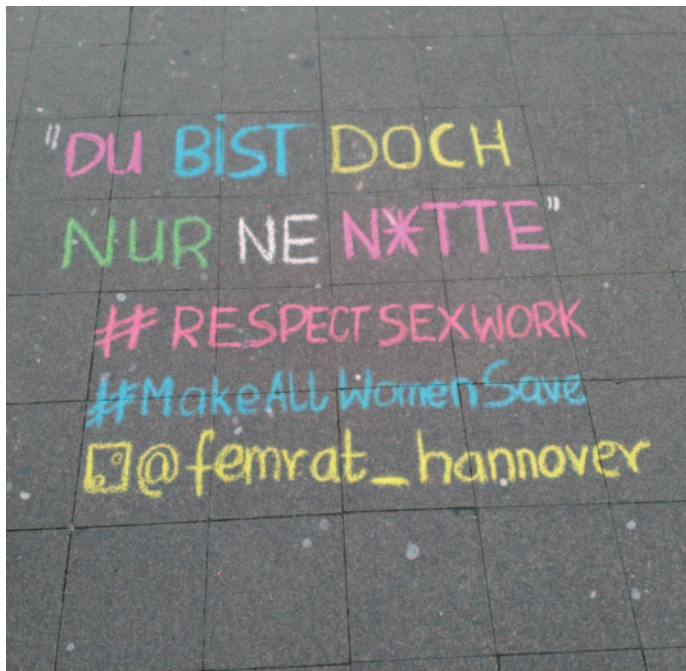 "DU BiST DOCH
NUR NE N*TTE"
#RESPECTSEXWORK
#MakeAllWomenSave
@femrat_hannover